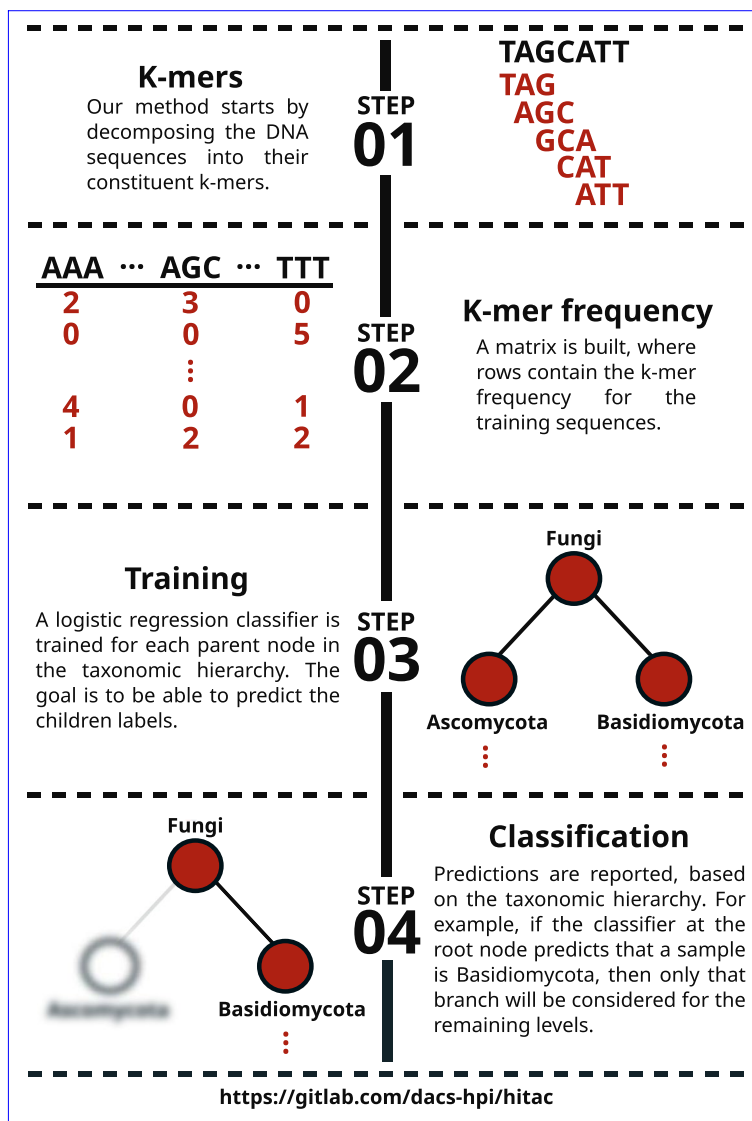 K-mers
Our method starts by
decomposing the DNA
sequences into their
constituent k-mers.
STEP
01
TAGCATT
TAG
AGC
GCA
CAT
ATT
AAA ··· AGC ··· TTT
2 3 0
0 0 5
⋮
4 0 1
1 2 2
STEP
02
K-mer frequency
A matrix is built, where
rows contain the k-mer
frequency for the
training sequences.
Training
A logistic regression classifier is
trained for each parent node in
the taxonomic hierarchy. The
goal is to be able to predict the
children labels.
STEP
03
Fungi
Ascomycota Basidiomycota
Fungi
Ascomycota
Basidiomycota
STEP
04
Classification
Predictions are reported, based
on the taxonomic hierarchy. For
example, if the classifier at the
root node predicts that a sample
is Basidiomycota, then only that
branch will be considered for the
remaining levels.
https://gitlab.com/dacs-hpi/hitac